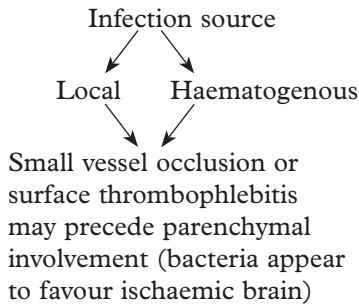 Infection source
Local Haematogenous
Small vessel occlusion or
surface thrombophlebitis
may precede parenchymal
involvement (bacteria appear
to favour ischaemic brain)